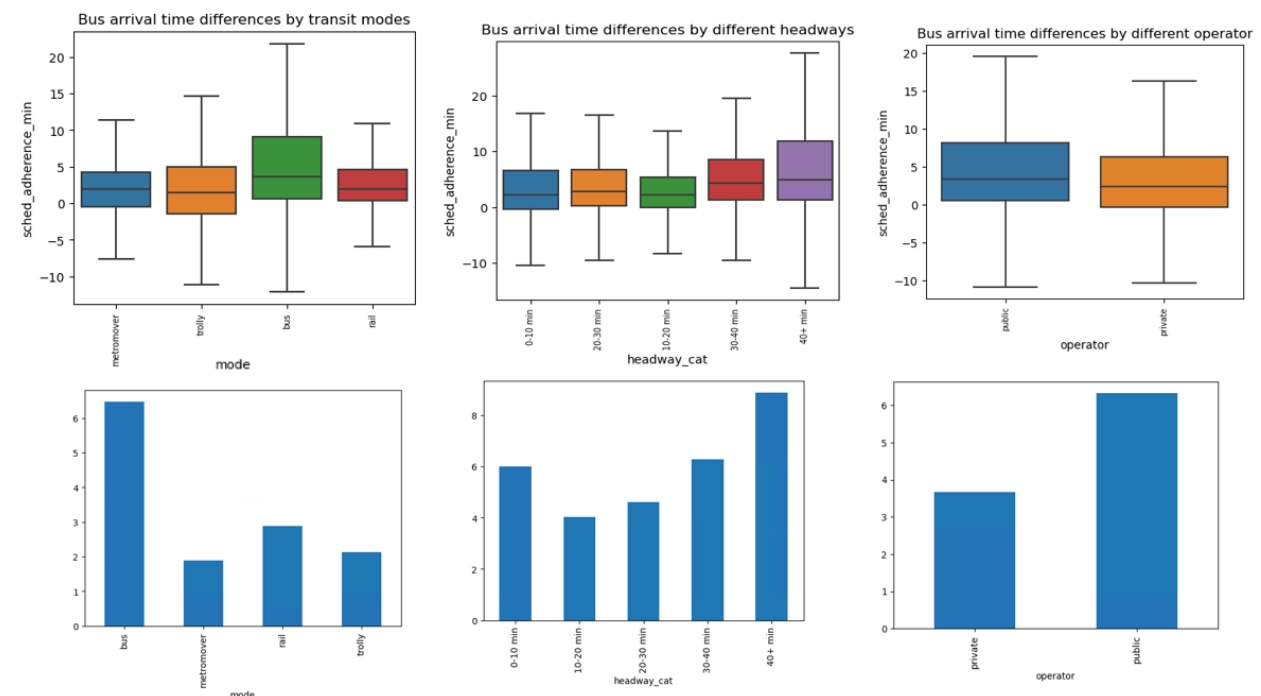 Bus arrival time differences by transit modes
sched_adherence_min
20
15
10
5
0
−5
−10
metromover
trolly
bus
rail
mode
Bus arrival time differences by different headways
sched_adherence_min
20
10
0
−10
0-10 min
20-30 min
10-20 min
30-40 min
40+ min
headway_cat
Bus arrival time differences by different operator
sched_adherence_min
20
15
10
5
0
−5
−10
public
private
operator
6
5
4
3
2
1
0
bus
metromover
rail
trolly
mode
8
6
4
2
0
0-10 min
10-20 min
20-30 min
30-40 min
40+ min
headway_cat
6
5
4
3
2
1
0
private
public
operator